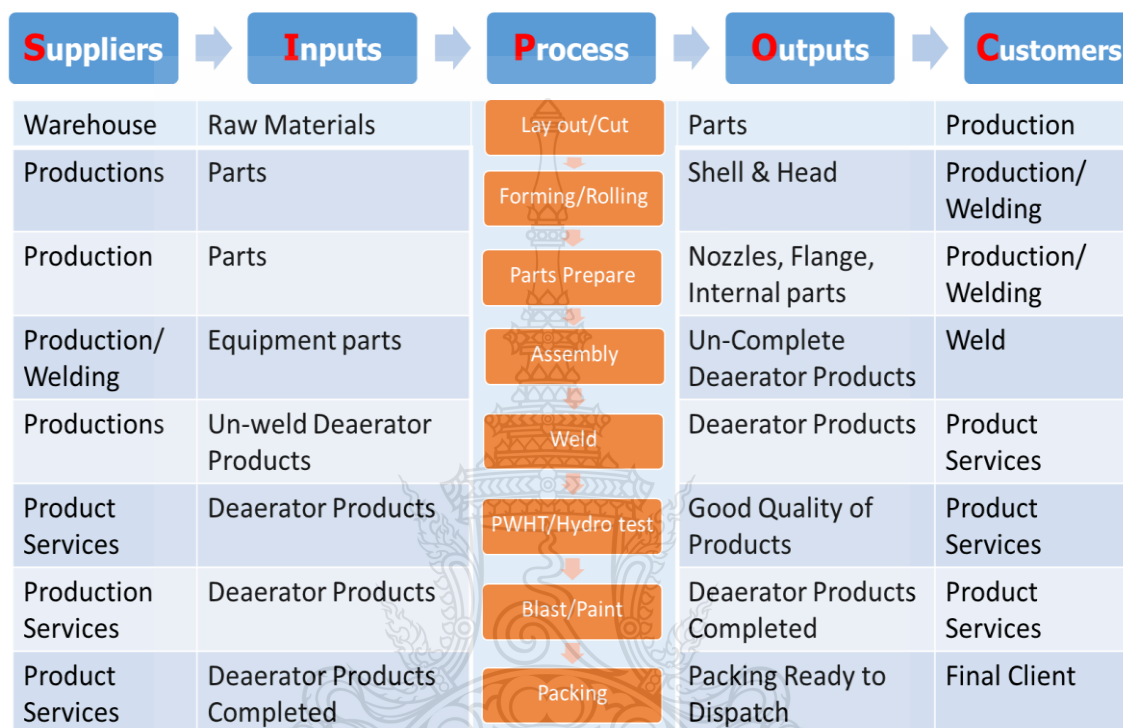 Suppliers Inputs Process Outputs Customers
Warehouse Raw Materials Lay out/Cut Parts Production
Productions Parts Forming/Rolling Shell & Head Production/
Welding
Production Parts Parts Prepare Nozzles, Flange, Production/
Internal parts Welding
Production/ Equipment parts Assembly Un-Complete Weld
Welding Deaerator Products
Productions Un-weld Deaerator Weld Deaerator Products Product
Products Services
Product Deaerator Products PWHT/Hydro test Good Quality of Product
Services Products Services
Production Deaerator Products Blast/Paint Deaerator Products Product
Services Completed Services
Product Deaerator Products Packing Packing Ready to Final Client
Services Completed Dispatch